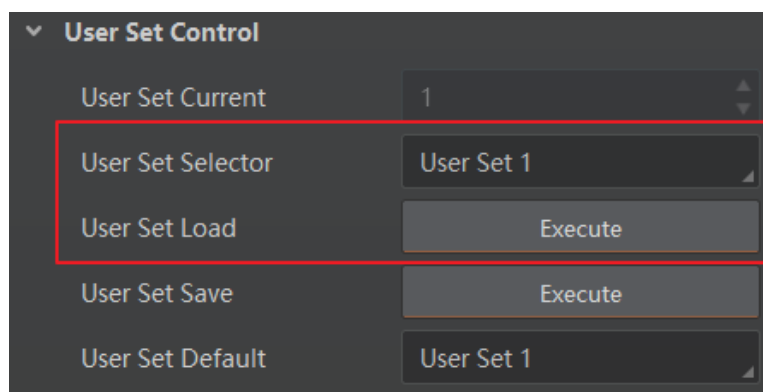 User Set Control
User Set Current 1
User Set Selector User Set 1
User Set Load Execute
User Set Save Execute
User Set Default User Set 1